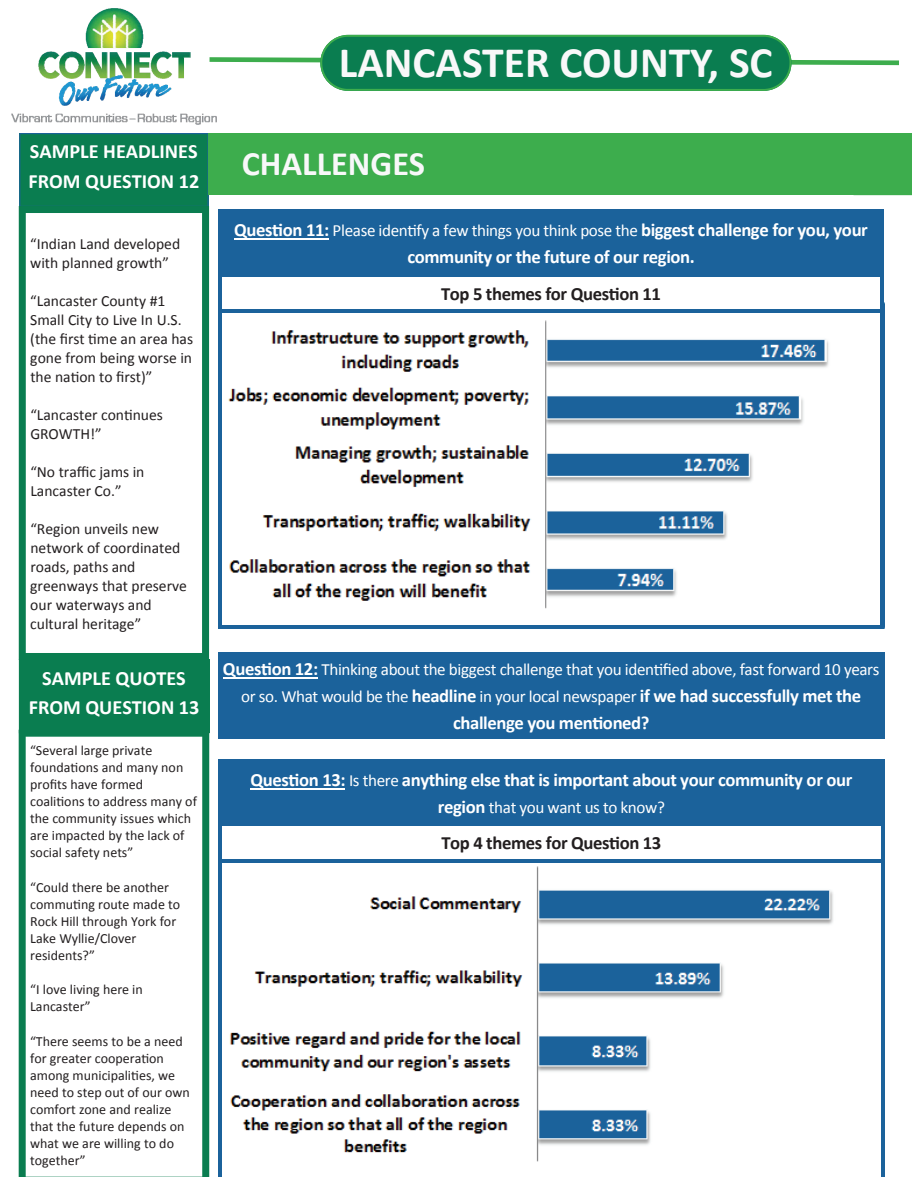 CONNECT
Our Future
Vibrant Communities–Robust Region
LANCASTER COUNTY, SC
SAMPLE HEADLINES
FROM QUESTION 12
“Indian Land developed
with planned growth”
“Lancaster County #1
Small City to Live In U.S.
(the first time an area has
gone from being worse in
the nation to first)”
“Lancaster continues
GROWTH!”
“No traffic jams in
Lancaster Co.”
“Region unveils new
network of coordinated
roads, paths and
greenways that preserve
our waterways and
cultural heritage”
SAMPLE QUOTES
FROM QUESTION 13
“Several large private
foundations and many non
profits have formed
coalitions to address many of
the community issues which
are impacted by the lack of
social safety nets”
“Could there be another
commuting route made to
Rock Hill through York for
Lake Wyllie/Clover
residents?”
“I love living here in
Lancaster”
“There seems to be a need
for greater cooperation
among municipalities, we
need to step out of our own
comfort zone and realize
that the future depends on
what we are willing to do
together”
CHALLENGES
Question 11: Please identify a few things you think pose the biggest challenge for you, your
community or the future of our region.
Top 5 themes for Question 11
Infrastructure to support growth,
including roads
17.46%
Jobs; economic development; poverty;
unemployment
15.87%
Managing growth; sustainable
development
12.70%
Transportation; traffic; walkability
11.11%
Collaboration across the region so that
all of the region will benefit
7.94%
Question 12: Thinking about the biggest challenge that you identified above, fast forward 10 years
or so. What would be the headline in your local newspaper if we had successfully met the
challenge you mentioned?
Question 13: Is there anything else that is important about your community or our
region that you want us to know?
Top 4 themes for Question 13
Social Commentary
22.22%
Transportation; traffic; walkability
13.89%
Positive regard and pride for the local
community and our region's assets
8.33%
Cooperation and collaboration across
the region so that all of the region
benefits
8.33%